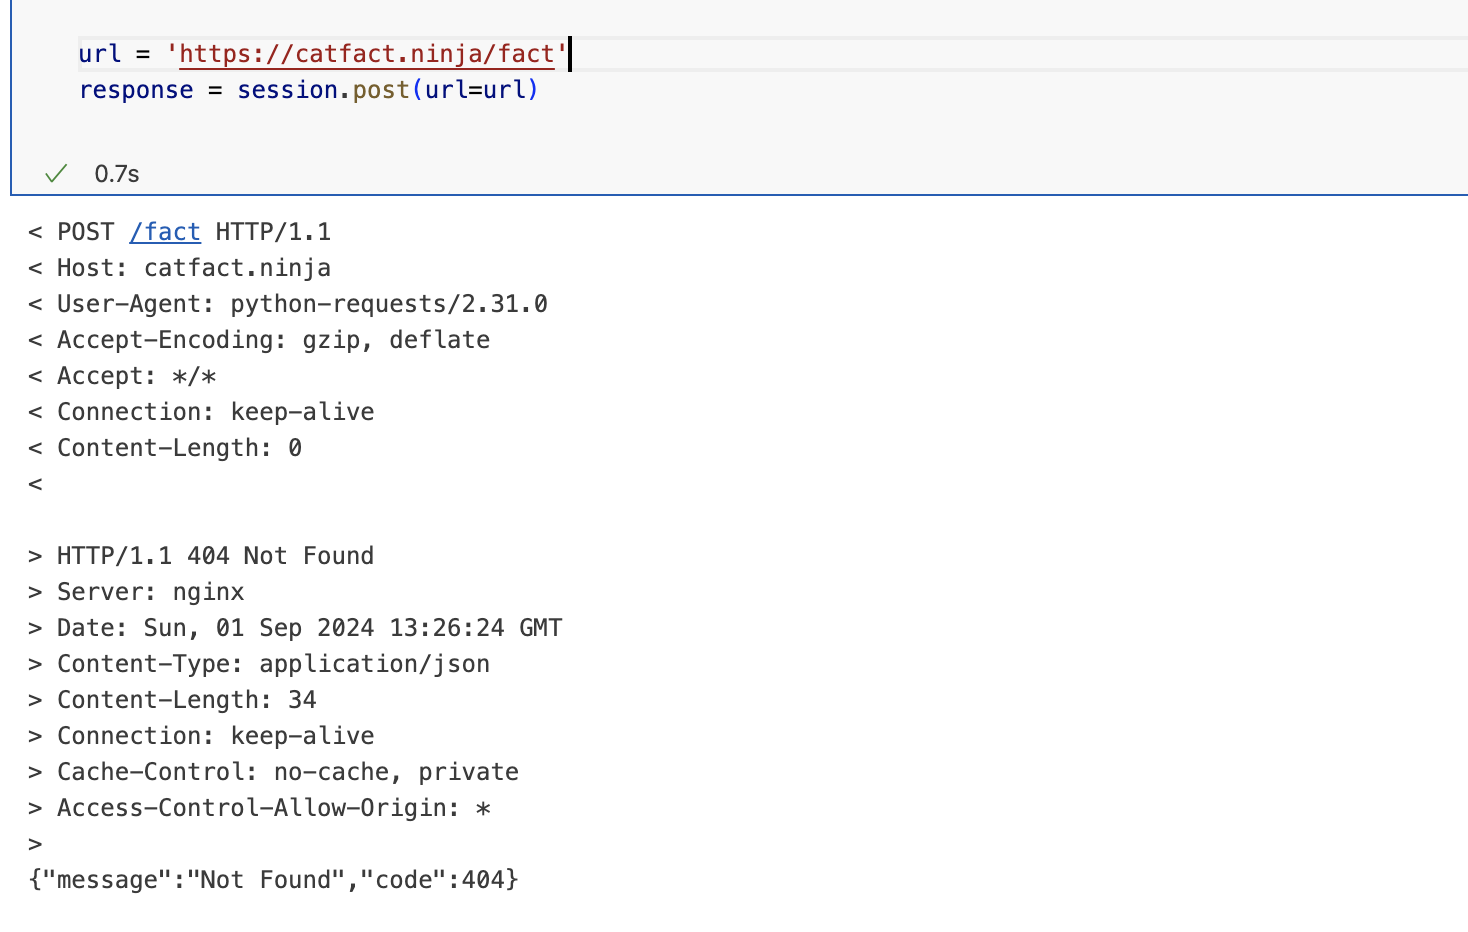 url = 'https://catfact.ninja/fact'
response = session.post(url=url)
✓ 0.7s
< POST /fact HTTP/1.1
< Host: catfact.ninja
< User-Agent: python-requests/2.31.0
< Accept-Encoding: gzip, deflate
< Accept: */*
< Connection: keep-alive
< Content-Length: 0
<
> HTTP/1.1 404 Not Found
> Server: nginx
> Date: Sun, 01 Sep 2024 13:26:24 GMT
> Content-Type: application/json
> Content-Length: 34
> Connection: keep-alive
> Cache-Control: no-cache, private
> Access-Control-Allow-Origin: *
>
{"message":"Not Found","code":404}